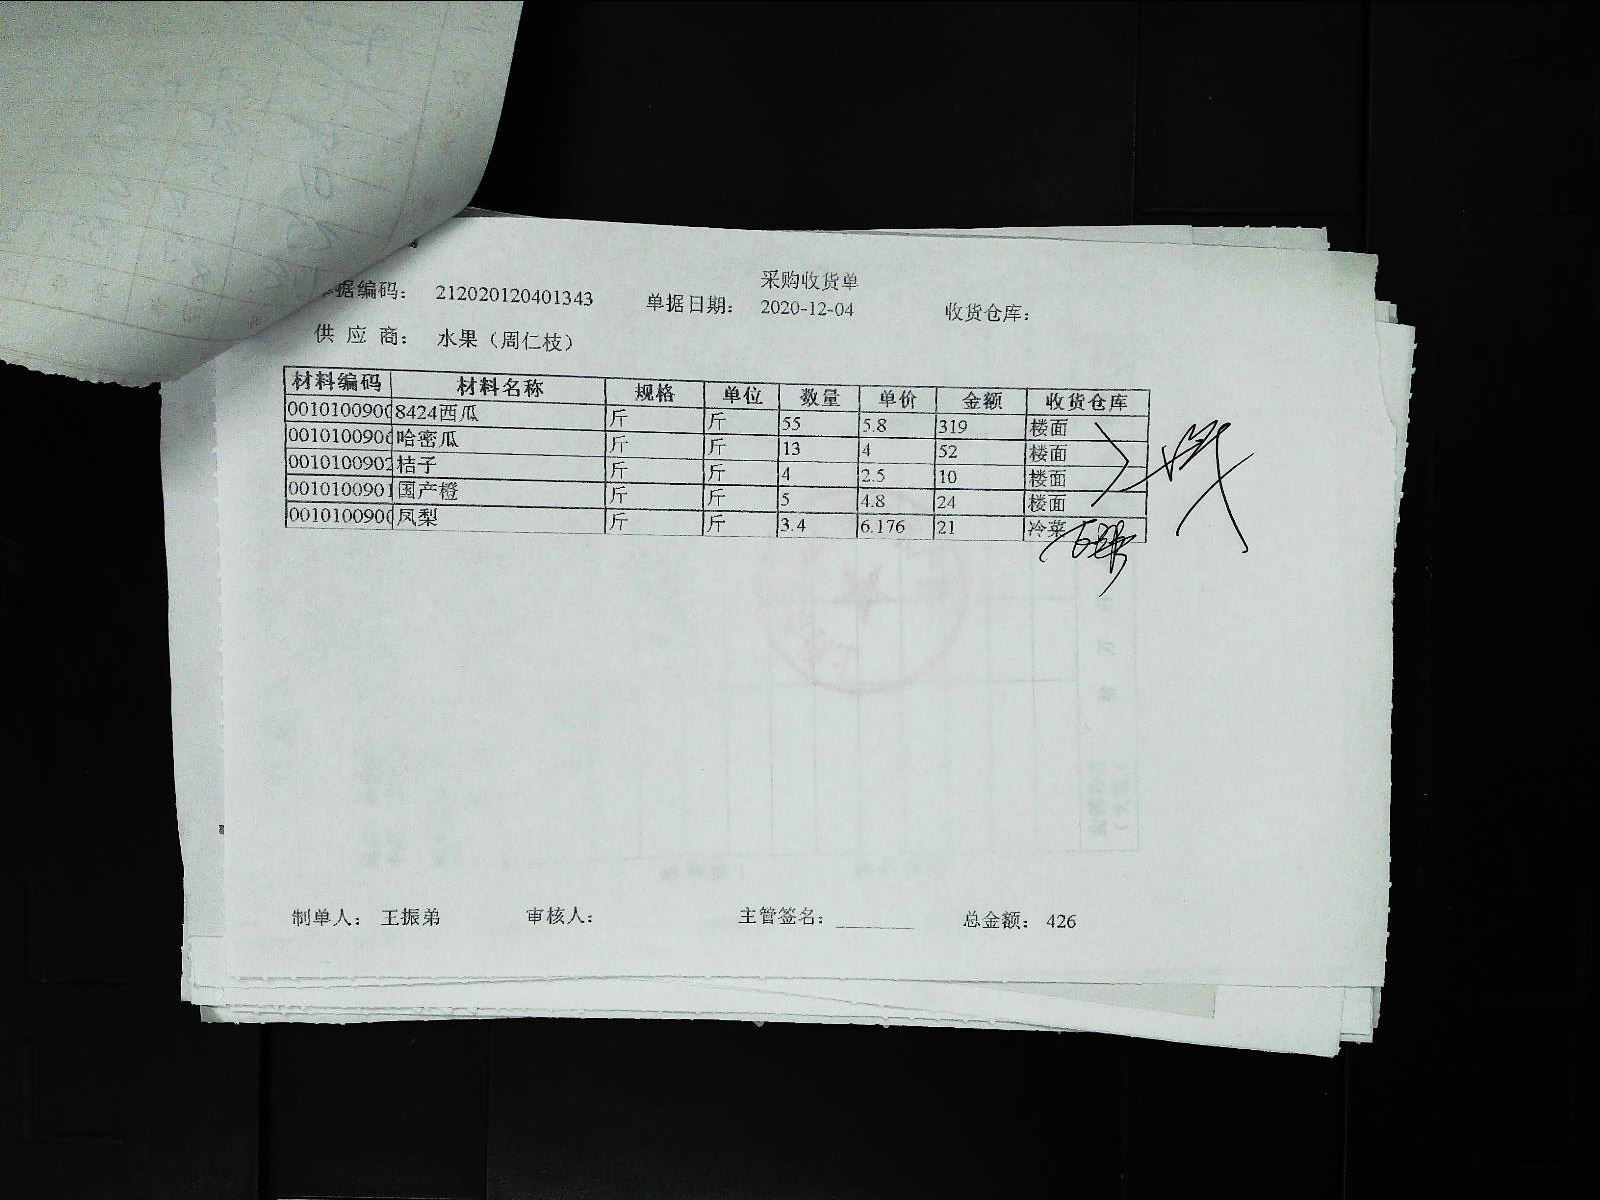 采购收货单
单据编码： 212020120401343 单据日期： 2020-12-04 收货仓库：
供 应 商： 水果（周仁枝）
材料编码 材料名称 规格 单位 数量 单价 金额 收货仓库
0010100900 8424西瓜 斤 斤 55 5.8 319 楼面
001010090 哈密瓜 斤 斤 13 4 52 楼面
001010090 桔子 斤 斤 4 2.5 10 楼面
0010100901 国产橙 斤 斤 5 4.8 24 楼面
001010090 凤梨 斤 斤 3.4 6.176 21 冷菜
制单人： 王振弟 审核人： 主管签名： 总金额： 426